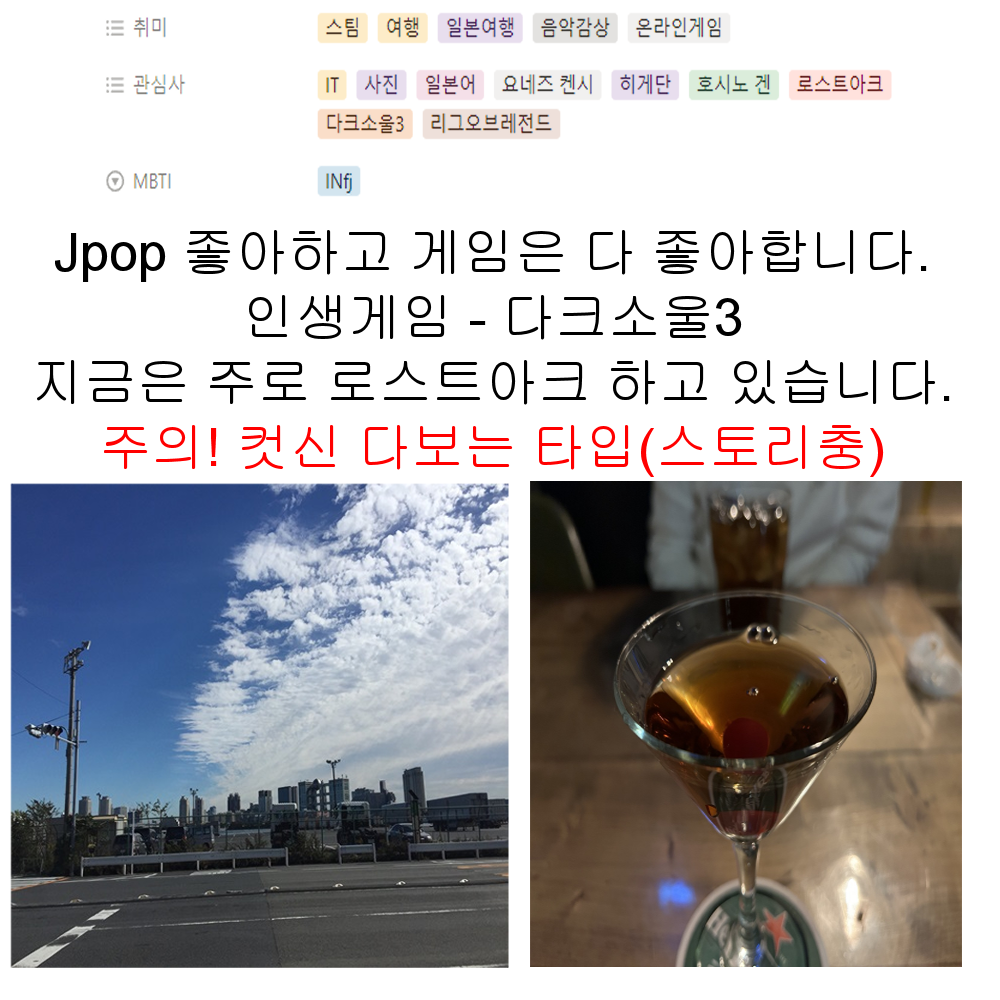 취미 스팀 여행 일본여행 음악감상 온라인게임
관심사 IT 사진 일본어 요네즈 켄시 히게단 호시노 겐 로스트아크
다크소울3 리그오브레전드
MBTI INfj
Jpop 좋아하고 게임은 다 좋아합니다.
인생게임 - 다크소울3
지금은 주로 로스트아크 하고 있습니다.
주의! 컷신 다보는 타입(스토리충)